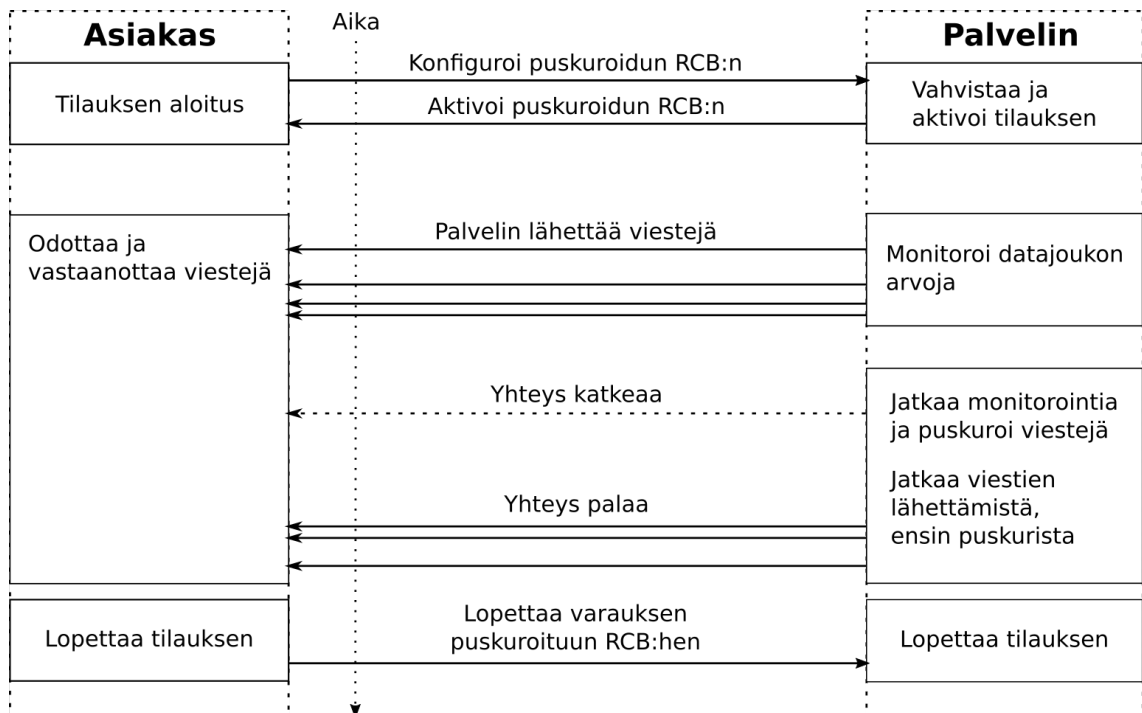 Asiakas
Aika
Palvelin
Tilauksen aloitus
Konfiguroi puskuroidun RCB:n
Aktivoi puskuroidun RCB:n
Vahvistaa ja
aktivoi tilauksen
Odottaa ja
vastaanottaa viestejä
Palvelin lähettää viestejä
Monitoroi datajoukon
arvoja
Yhteys katkeaa
Jatkaa monitorointia
ja puskuroi viestejä
Yhteys palaa
Jatkaa viestien
lähettämistä,
ensin puskurista
Lopettaa tilauksen
Lopettaa varauksen
puskuroituun RCB:hen
Lopettaa tilauksen